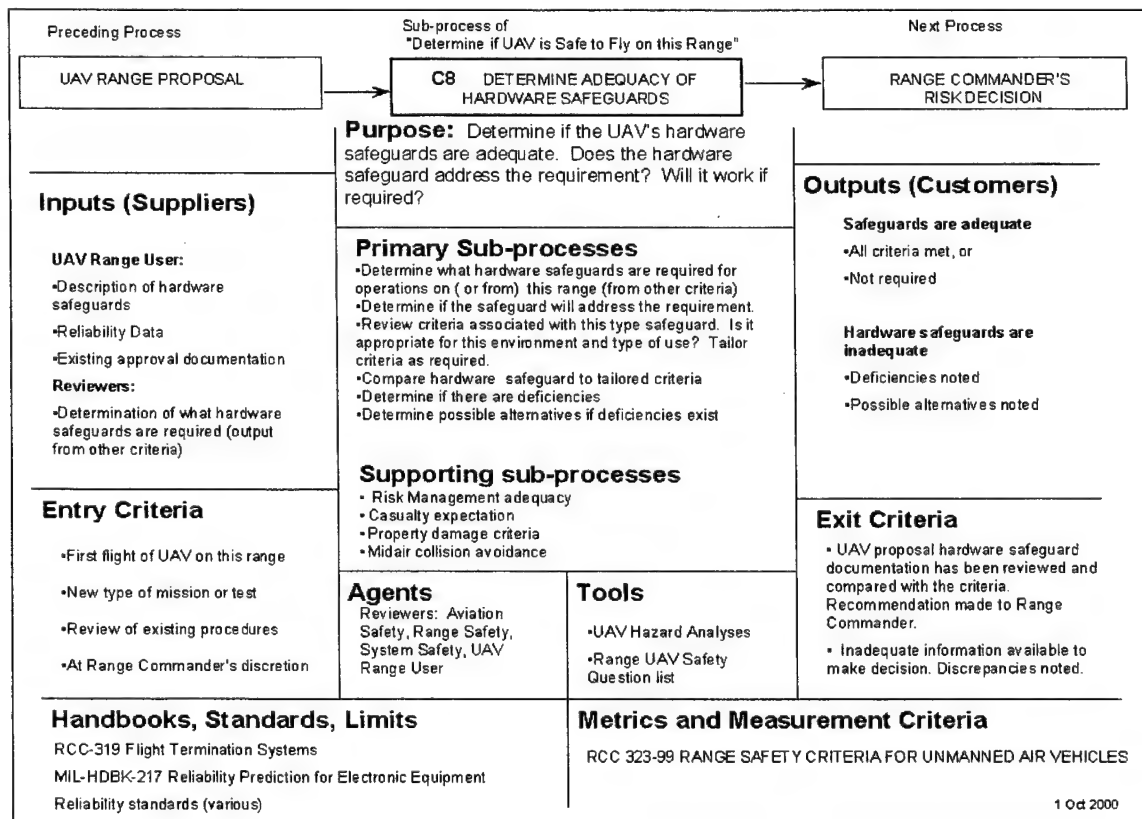 Preceding Process
Sub-process of
"Determine if UAV is Safe to Fly on this Range"
Next Process
UAV RANGE PROPOSAL
C8 DETERMINE ADEQUACY OF
HARDWARE SAFEGUARDS
RANGE COMMANDER'S
RISK DECISION
Purpose: Determine if the UAV's hardware
safeguards are adequate. Does the hardware
safeguard address the requirement? Will it work if
required?
Inputs (Suppliers)
UAV Range User:
•Description of hardware
safeguards
•Reliability Data
•Existing approval documentation
Reviewers:
•Determination of what hardware
safeguards are required (output
from other criteria)
Primary Sub-processes
•Determine what hardware safeguards are required for
operations on ( or from) this range (from other criteria)
•Determine if the safeguard will address the requirement.
•Review criteria associated with this type safeguard. Is it
appropriate for this environment and type of use? Tailor
criteria as required.
•Compare hardware safeguard to tailored criteria
•Determine if there are deficiencies
•Determine possible alternatives if deficiencies exist
Supporting sub-processes
• Risk Management adequacy
• Casualty expectation
• Property damage criteria
• Midair collision avoidance
Outputs (Customers)
Safeguards are adequate
•All criteria met, or
•Not required
Hardware safeguards are
inadequate
•Deficiencies noted
•Possible alternatives noted
Entry Criteria
•First flight of UAV on this range
•New type of mission or test
•Review of existing procedures
•At Range Commander's discretion
Agents
Reviewers: Aviation
Safety, Range Safety,
System Safety, UAV
Range User
Tools
•UAV Hazard Analyses
•Range UAV Safety
Question list
Exit Criteria
• UAV proposal hardware safeguard
documentation has been reviewed and
compared with the criteria.
Recommendation made to Range
Commander.
• Inadequate information available to
make decision. Discrepancies noted.
Handbooks, Standards, Limits
RCC-319 Flight Termination Systems
MIL-HDBK-217 Reliability Prediction for Electronic Equipment
Reliability standards (various)
Metrics and Measurement Criteria
RCC 323-99 RANGE SAFETY CRITERIA FOR UNMANNED AIR VEHICLES
1 Oct 2000